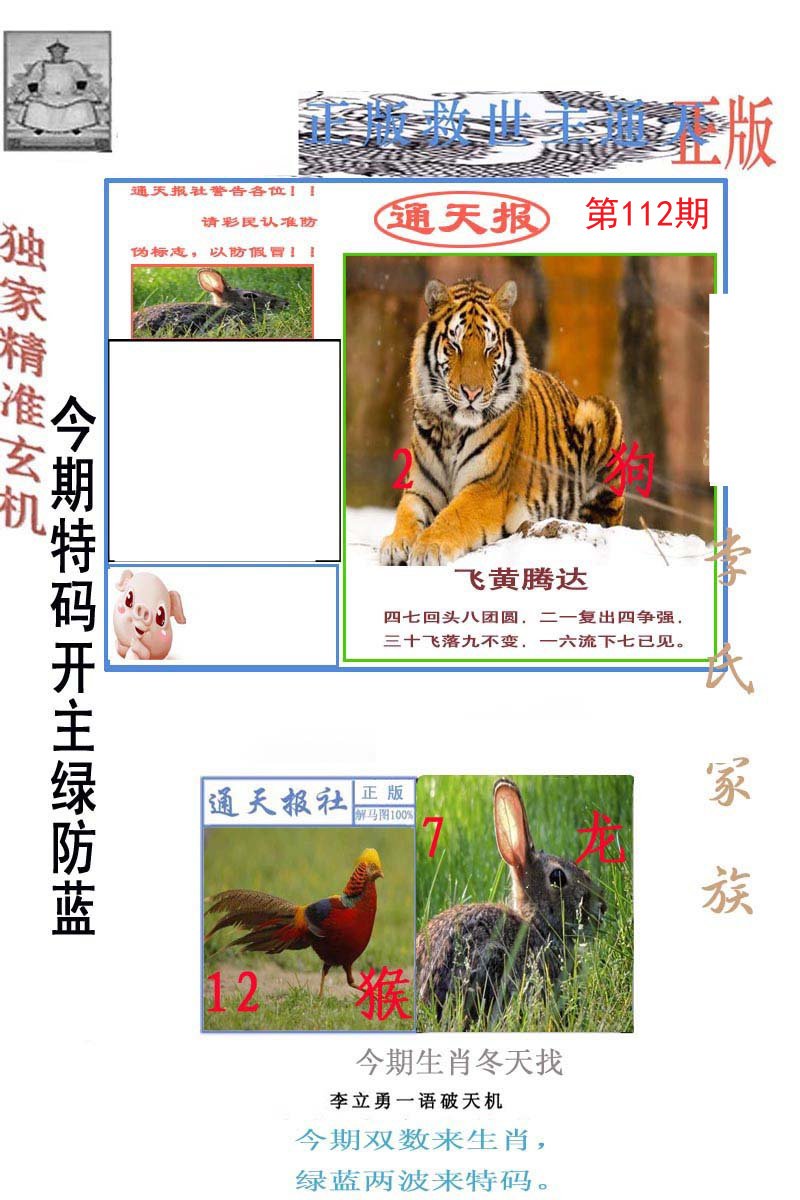 正版救世主通天
正版
通天报社警告各位！！
请彩民认准防
伪标志，以防假冒！！
通天报
第112期
独家精准玄机
今期特码开主绿防蓝
2
狗
飞黄腾达
四七回头八团圆，二一复出四争强，
三十飞落九不变，一六流下七已见。
李氏冢族
通天报社
正 版
解马图100%
7
龙
12
猴
今期生肖冬天找
李立勇一语破天机
今期双数来生肖，
绿蓝两波来特码。